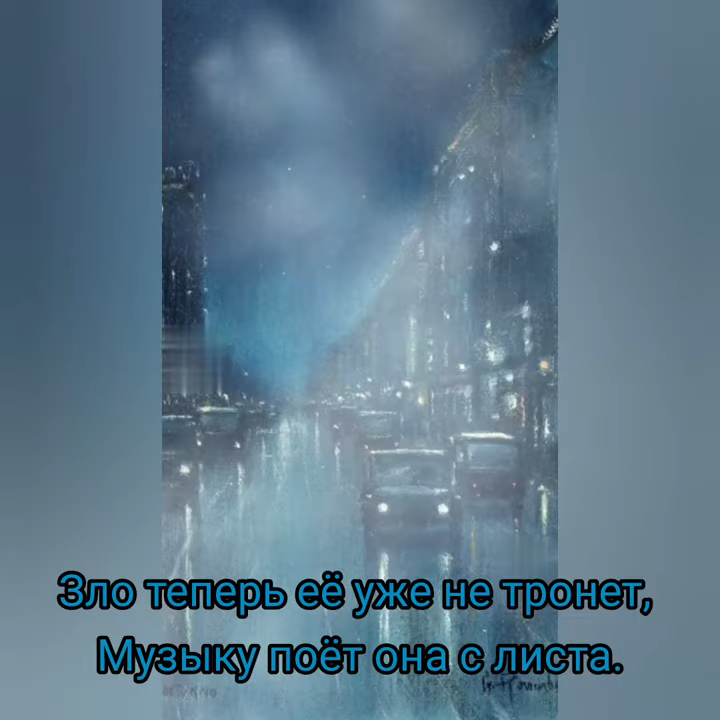 Зло теперь её уже не тронет,
Музыку поёт она с листа.